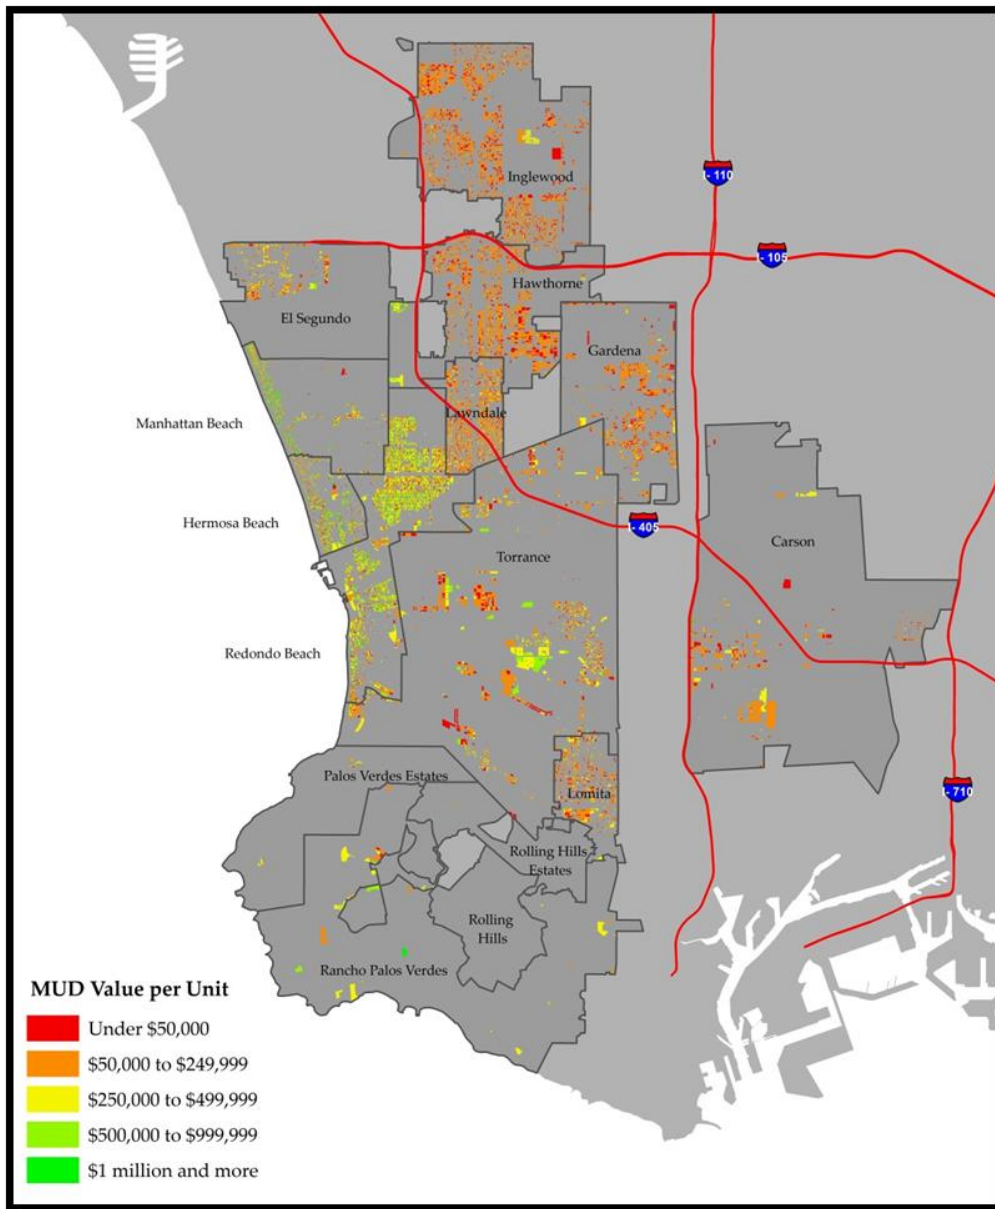 Inglewood
I- 110
I- 105
Hawthorne
El Segundo
Gardena
Lawndale
Manhattan Beach
Hermosa Beach
I- 405
Carson
Torrance
Redondo Beach
Palos Verdes Estates
Lomita
I- 710
Rolling Hills
Estates
Rolling
Hills
Rancho Palos Verdes
MUD Value per Unit
Under $50,000
$50,000 to $249,999
$250,000 to $499,999
$500,000 to $999,999
$1 million and more